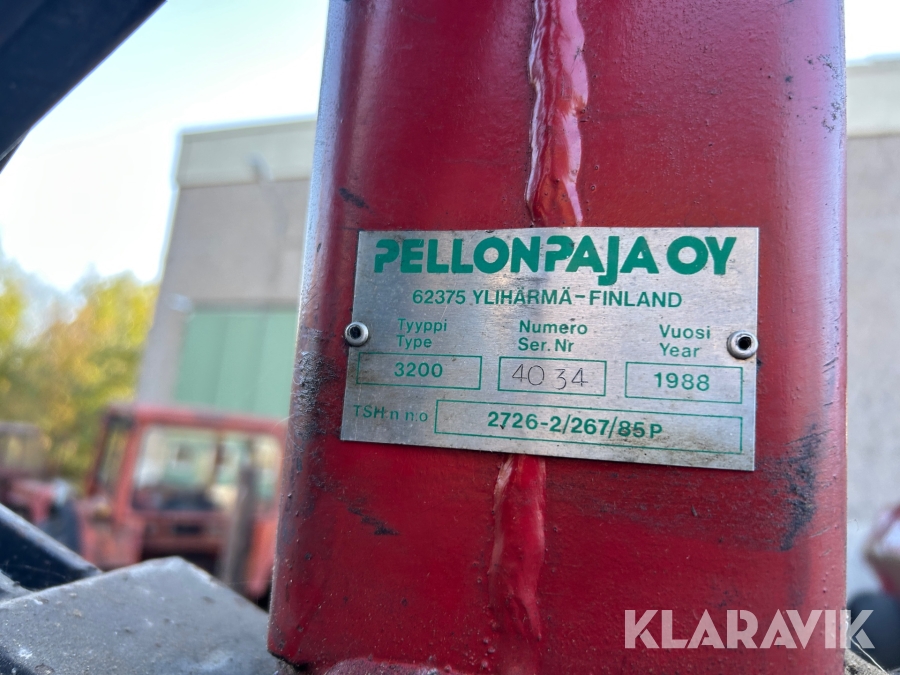 PELLONPAJA OY
62375 YLIHÄRMÄ-FINLAND
Tyyppi Numero Vuosi
Type Ser. Nr Year
3200 4034 1988
TSH n:n:o 2726-2/267/85P
KLARAVIK